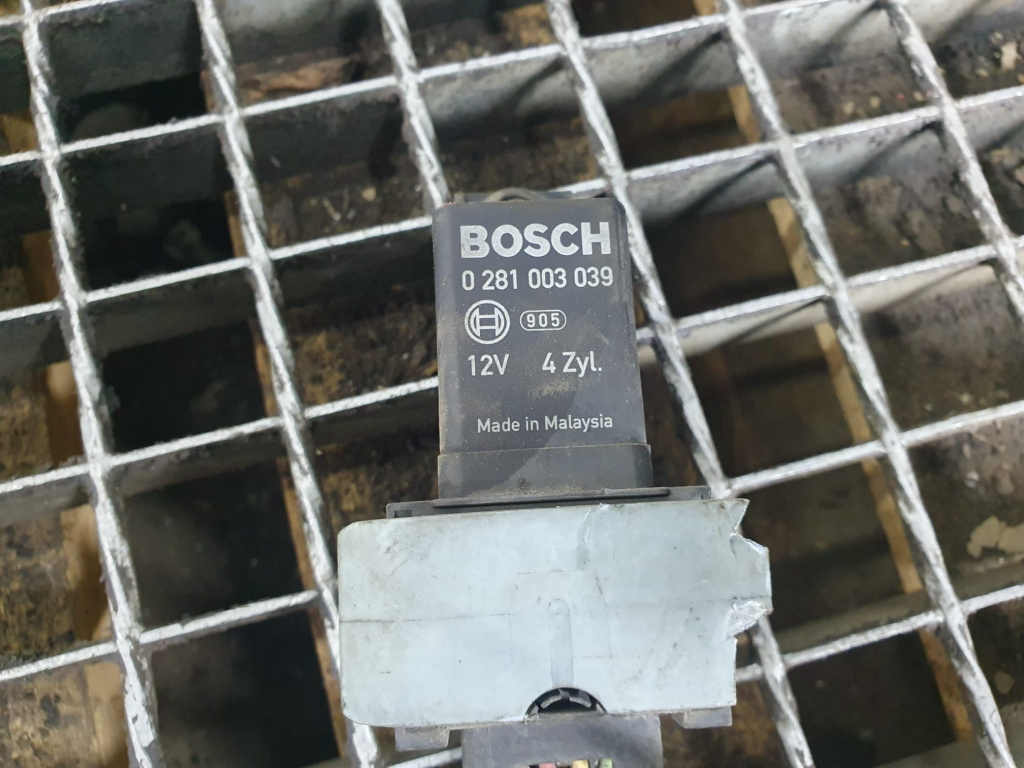 BOSCH
0 281 003 039
905
12V 4 Zyl.
Made in Malaysia